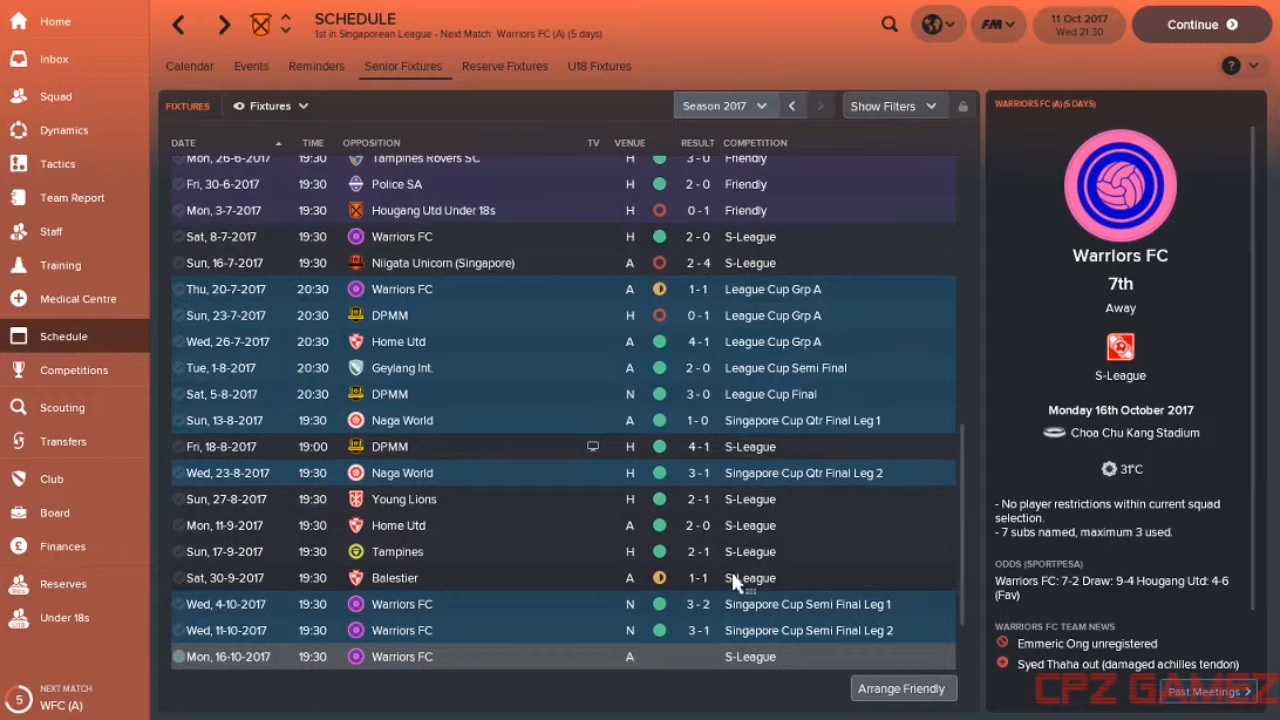 Home
Inbox
Squad
Dynamics
Tactics
Team Report
Staff
Training
Medical Centre
Schedule
Competitions
Scouting
Transfers
Club
Board
Finances
Reserves
Under 18s
5 NEXT MATCH
WFC (A)
SCHEDULE
1st in Singaporean League - Next Match: Warriors FC (A) (5 days)
FM
11 Oct 2017
Wed 21:30
Continue
Calendar Events Reminders Senior Fixtures Reserve Fixtures U18 Fixtures
?
FIXTURES Fixtures Season 2017 Show Filters
DATE TIME OPPOSITION TV VENUE RESULT COMPETITION
Mon, 26-6-2017 19:30 Tampines Rovers SC H 3-0 Friendly
Fri, 30-6-2017 19:30 Police SA H 2 - 0 Friendly
Mon, 3-7-2017 19:30 Hougang Utd Under 18s H 0 - 1 Friendly
Sat, 8-7-2017 19:30 Warriors FC H 2 - 0 S-League
Sun, 16-7-2017 19:30 Niigata Unicorn (Singapore) A 2 - 4 S-League
Thu, 20-7-2017 20:30 Warriors FC A 1 - 1 League Cup Grp A
Sun, 23-7-2017 20:30 DPMM H 0 - 1 League Cup Grp A
Wed, 26-7-2017 20:30 Home Utd A 4 - 1 League Cup Grp A
Tue, 1-8-2017 20:30 Geylang Int. A 2 - 0 League Cup Semi Final
Sat, 5-8-2017 20:30 DPMM N 3 - 0 League Cup Final
Sun, 13-8-2017 19:30 Naga World A 1 - 0 Singapore Cup Qtr Final Leg 1
Fri, 18-8-2017 19:00 DPMM H 4 - 1 S-League
Wed, 23-8-2017 19:30 Naga World H 3 - 1 Singapore Cup Qtr Final Leg 2
Sun, 27-8-2017 19:30 Young Lions H 2 - 1 S-League
Mon, 11-9-2017 19:30 Home Utd A 2 - 0 S-League
Sun, 17-9-2017 19:30 Tampines H 2 - 1 S-League
Sat, 30-9-2017 19:30 Balestier A 1 - 1 S-League
Wed, 4-10-2017 19:30 Warriors FC N 3 - 2 Singapore Cup Semi Final Leg 1
Wed, 11-10-2017 19:30 Warriors FC N 3 - 1 Singapore Cup Semi Final Leg 2
Mon, 16-10-2017 19:30 Warriors FC A S-League
Arrange Friendly
WARRIORS FC (A) (5 DAYS)
Warriors FC
7th
Away
S-League
Monday 16th October 2017
Choa Chu Kang Stadium
31°C
- No player restrictions within current squad
selection.
- 7 subs named, maximum 3 used.
ODDS (SPORTPESA)
Warriors FC: 7-2 Draw: 9-4 Hougang Utd: 4-6
(Fav)
WARRIORS FC TEAM NEWS
Emmeric Ong unregistered
Syed Thaha out (damaged achilles tendon)
Past Meetings
CPZ GAMEZ